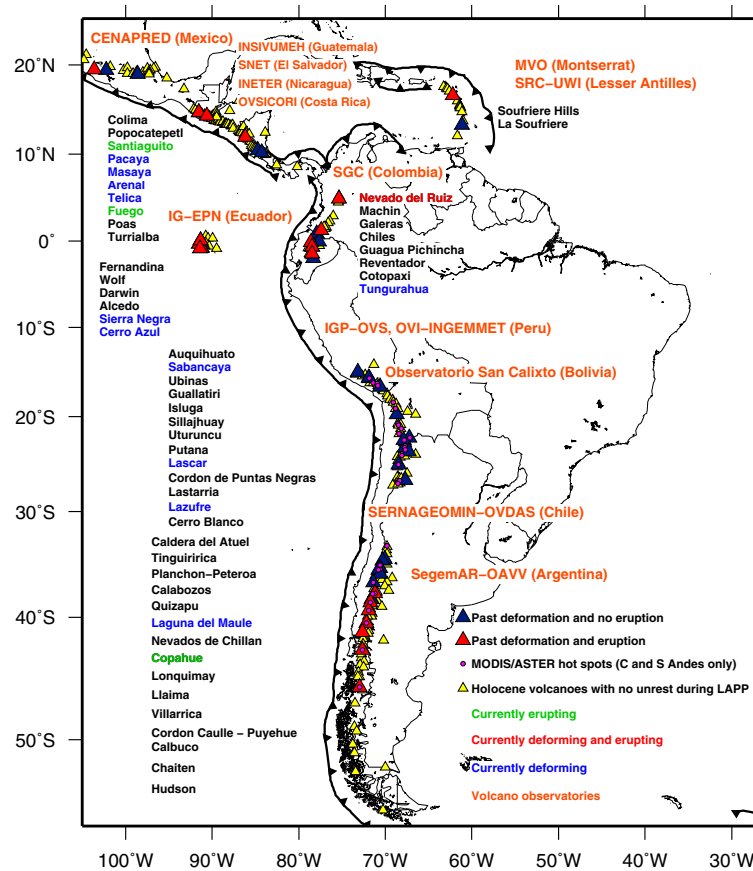 CENAPRED (Mexico)
INSIVUMEH (Guatemala)
SNET (El Salvador)
INETER (Nicaragua)
OVSICORI (Costa Rica)
MVO (Montserrat)
SRC-UWI (Lesser Antilles)
Soufriere Hills
La Soufriere
Colima
Popocatepetl
Santiaguito
Pacaya
Masaya
Arenal
Telica
Fuego
Poas
Turrialba
SGC (Colombia)
Nevado del Ruiz
Machin
Galeras
Chiles
Guagua Pichincha
Reventador
Cotopaxi
Tungurahua
IG-EPN (Ecuador)
Fernandina
Wolf
Darwin
Alcedo
Sierra Negra
Cerro Azul
IGP-OVS, OVI-INGEMMET (Peru)
Observatorio San Calixto (Bolivia)
Auquihuato
Sabancaya
Ubinas
Guallatiri
Isluga
Sillajhuay
Uturuncu
Putana
Lascar
Cordon de Puntas Negras
Lastarria
Lazufre
Cerro Blanco
SERNAGEOMIN-OVDAS (Chile)
SegemAR-OAVV (Argentina)
Caldera del Atuel
Tinguiririca
Planchon-Peteroa
Calabozos
Quizapu
Laguna del Maule
Nevados de Chillan
Copahue
Lonquimay
Llaima
Villarrica
Cordon Caulle - Puyehue
Calbuco
Chaiten
Hudson
Past deformation and no eruption
Past deformation and eruption
MODIS/ASTER hot spots (C and S Andes only)
Holocene volcanoes with no unrest during LAPP
Currently erupting
Currently deforming and erupting
Currently deforming
Volcano observatories
20˚N
10˚N
0˚
10˚S
20˚S
30˚S
40˚S
50˚S
100˚W 90˚W 80˚W 70˚W 60˚W 50˚W 40˚W 30˚W